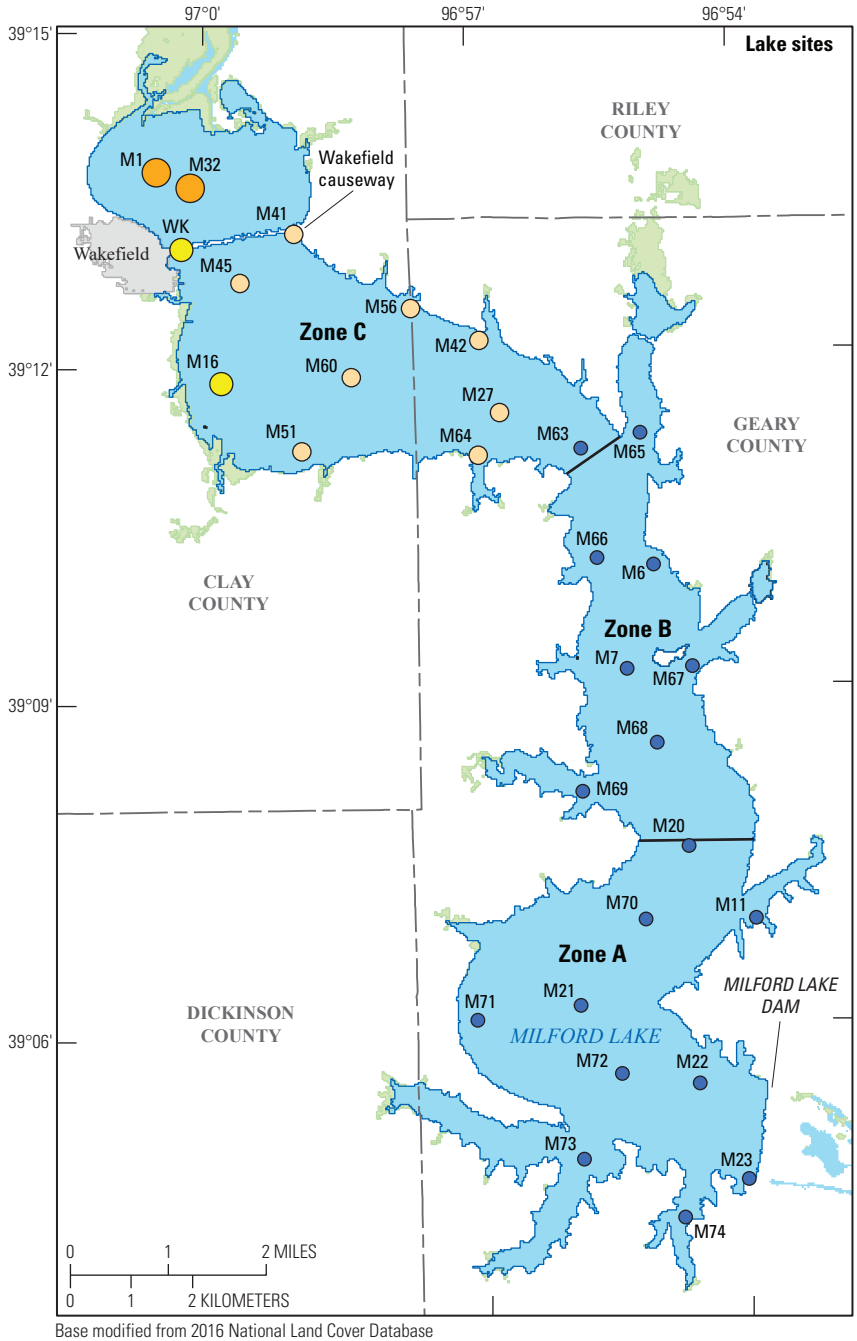 97°0'
96°57'
96°54'
39°15'
Lake sites
RILEY
COUNTY
M1
M32
Wakefield
causeway
M41
WK
Wakefield
M45
M56
Zone C
M42
39°12'
M16
M60
M27
GEARY
COUNTY
M51
M64
M63
M65
M66
M6
CLAY
COUNTY
Zone B
M7
M67
39°09'
M68
M69
M20
M70
M11
Zone A
MILFORD LAKE
DAM
M71
M21
DICKINSON
COUNTY
MILFORD LAKE
39°06'
M72
M22
M73
M23
M74
0 1 2 MILES
0 1 2 KILOMETERS
Base modified from 2016 National Land Cover Database